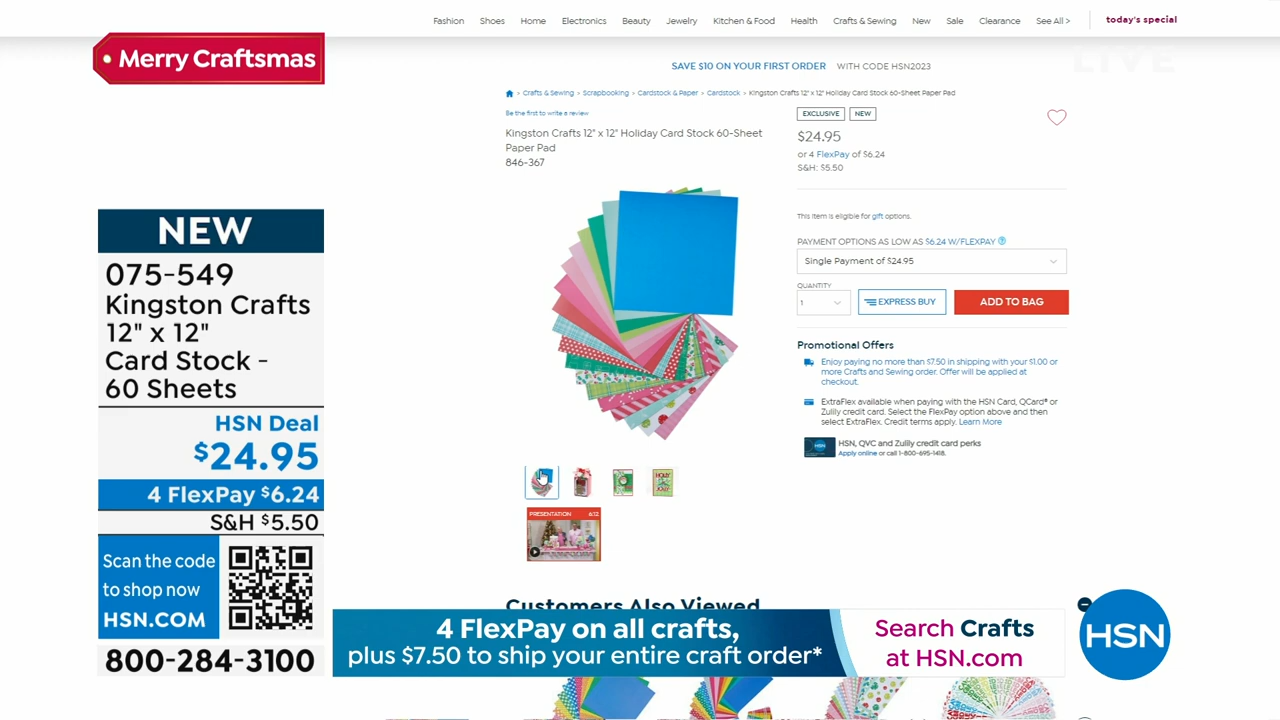 Fashion Shoes Home Electronics Beauty Jewelry Kitchen & Food Health Crafts & Sewing New Sale Clearance See All > today's special
Merry Craftsmas
LIVE
SAVE $10 ON YOUR FIRST ORDER WITH CODE HSN2023
> Crafts & Sewing > Scrapbooking > Cardstock & Paper > Cardstock > Kingston Crafts 12" x 12" Holiday Card Stock 60-Sheet Paper Pad
Be the first to write a review
Kingston Crafts 12" x 12" Holiday Card Stock 60-Sheet
Paper Pad
846-367
EXCLUSIVE NEW
$24.95
or 4 FlexPay of $6.24
S&H: $5.50
This item is eligible for gift options.
PAYMENT OPTIONS AS LOW AS $6.24 W/FLEXPAY ?
Single Payment of $24.95
QUANTITY
1
EXPRESS BUY
ADD TO BAG
Promotional Offers
Enjoy paying no more than $7.50 in shipping with your $1.00 or
more Crafts and Sewing order. Offer will be applied at
checkout.
ExtraFlex available when paying with the HSN Card, QCard® or
Zulily credit card. Select the FlexPay option above and then
select ExtraFlex. Credit terms apply. Learn More
HSN, QVC and Zulily credit card perks
Apply online or call 1-800-695-1418.
HOLLY
JOLLY
PRESENTATION 6:12
Customers Also Viewed
NEW
075-549
Kingston Crafts
12" x 12"
Card Stock -
60 Sheets
HSN Deal
$24.95
4 FlexPay $6.24
S&H $5.50
Scan the code
to shop now
HSN.COM
800-284-3100
4 FlexPay on all crafts,
plus $7.50 to ship your entire craft order*
Search Crafts
at HSN.com
HSN